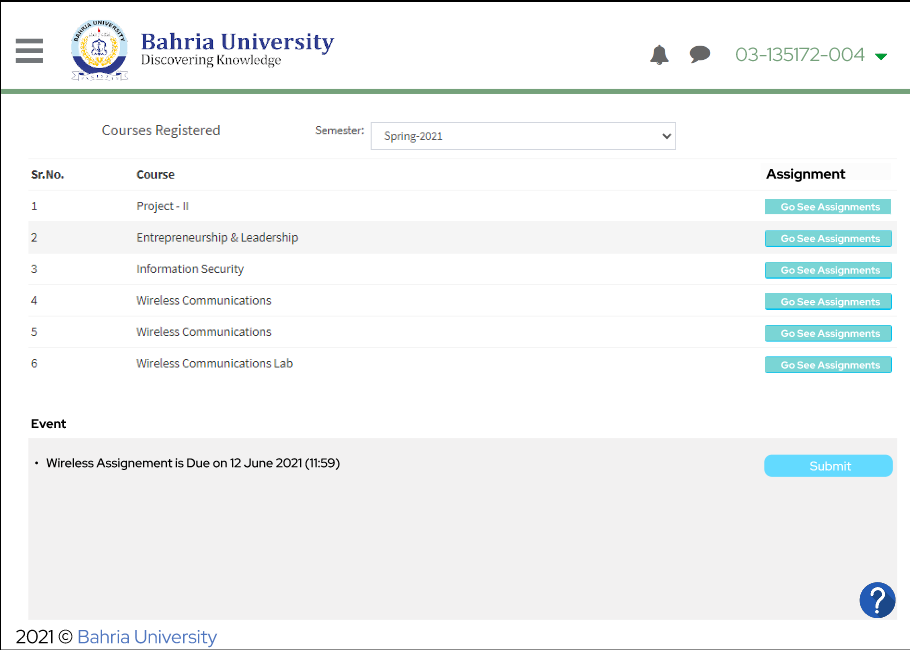 BAHRIA UNIVERSITY
Bahria University
Discovering Knowledge
03-135172-004
Courses Registered Semester: Spring-2021
Sr.No. Course Assignment
1 Project - II Go See Assignments
2 Entrepreneurship & Leadership Go See Assignments
3 Information Security Go See Assignments
4 Wireless Communications Go See Assignments
5 Wireless Communications Go See Assignments
6 Wireless Communications Lab Go See Assignments
Event
• Wireless Assignement is Due on 12 June 2021 (11:59) Submit
?
2021 © Bahria University